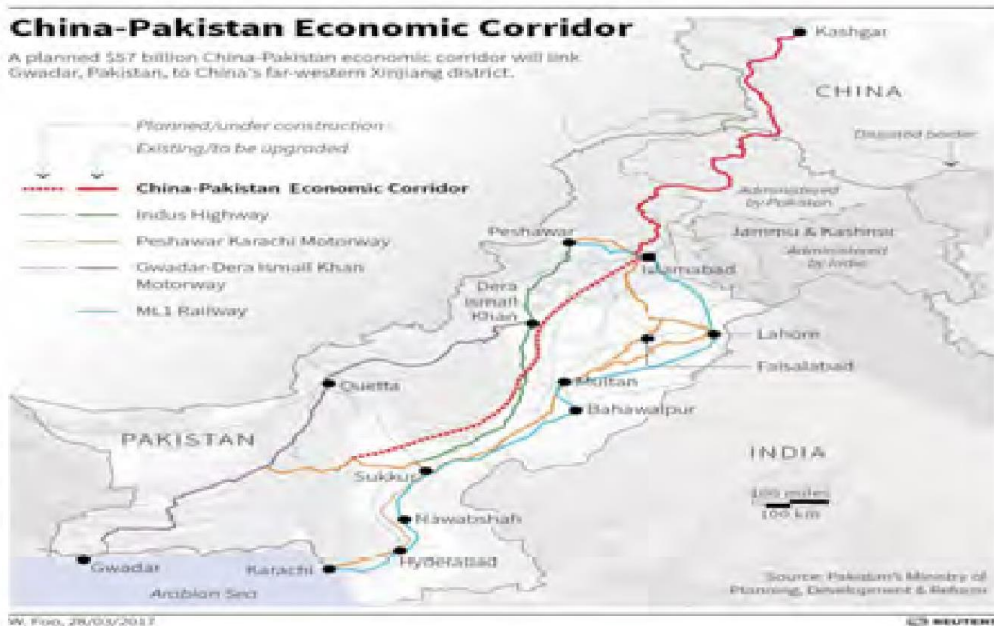 China-Pakistan Economic Corridor
A planned $57 billion China-Pakistan economic corridor will link
Gwadar, Pakistan, to China's far-western Xinjiang district.
Planned/under construction
Existing/to be upgraded
China-Pakistan Economic Corridor
Indus Highway
Peshawar Karachi Motorway
Gwadar-Dera Ismail Khan
Motorway
ML1 Railway
Kashgar
CHINA
Disputed border
Administered
by Pakistan
Jammu & Kashmir
Administered
by India
Peshawar
Islamabad
Dera
Ismail
Khan
Lahore
Faisalabad
Quetta
Multan
Bahawalpur
PAKISTAN
INDIA
Sukkur
100 miles
100 km
Nawabshah
Hyderabad
Gwadar
Karachi
Arabian Sea
Source: Pakistan's Ministry of
Planning, Development & Reform
W. Foo, 28/03/2017
REUTERS